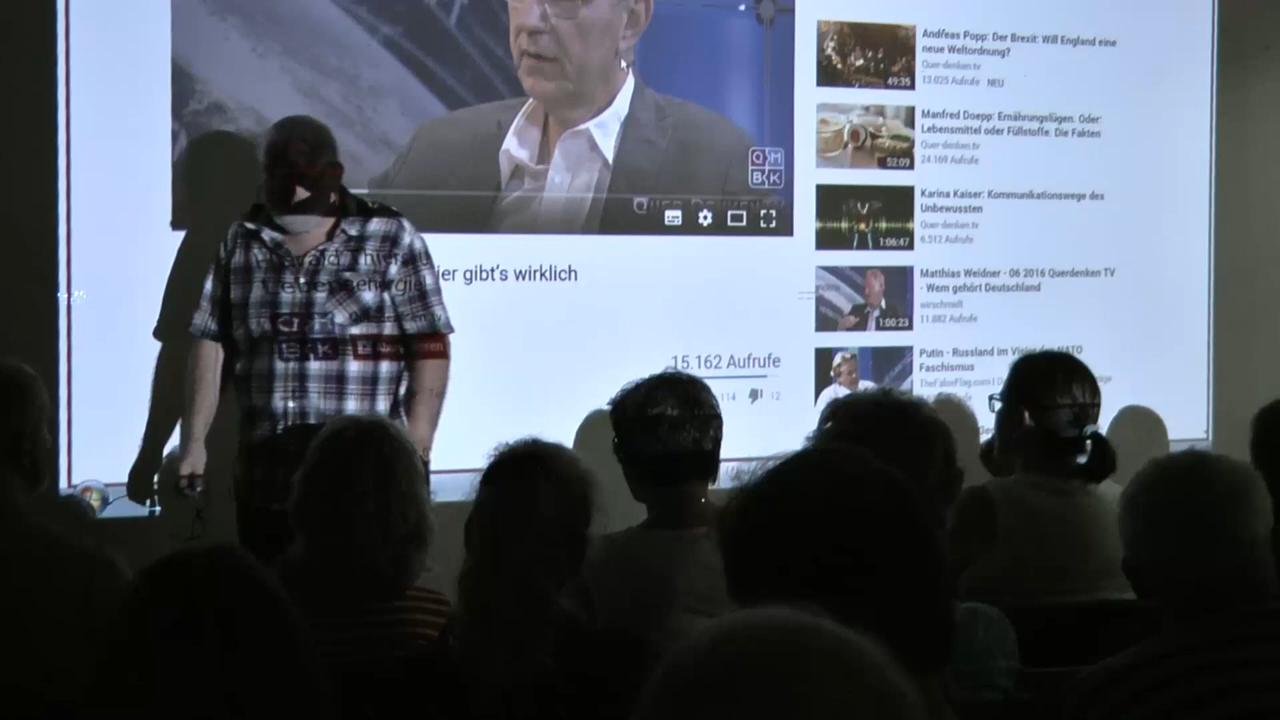 QM
BK
ier gibt's wirklich
Harald Thiers
Lebensenergie
15.162 Aufrufe
114
12
Andreas Popp: Der Brexit: Will England eine
neue Weltordnung?
Quer-denken.tv
13.025 Aufrufe NEU
49:35
Manfred Doepp: Ernährungslügen. Oder:
Lebensmittel oder Füllstoffe. Die Fakten
Quer-denken.tv
24.169 Aufrufe
52:09
Karina Kaiser: Kommunikationswege des
Unbewussten
Quer-denken.tv
6.512 Aufrufe
1:06:47
Matthias Weidner - 06 2016 Querdenken TV
- Wem gehört Deutschland
wirschmidt
11.882 Aufrufe
1:00:23
Putin - Russland im Visier der NATO
Faschismus